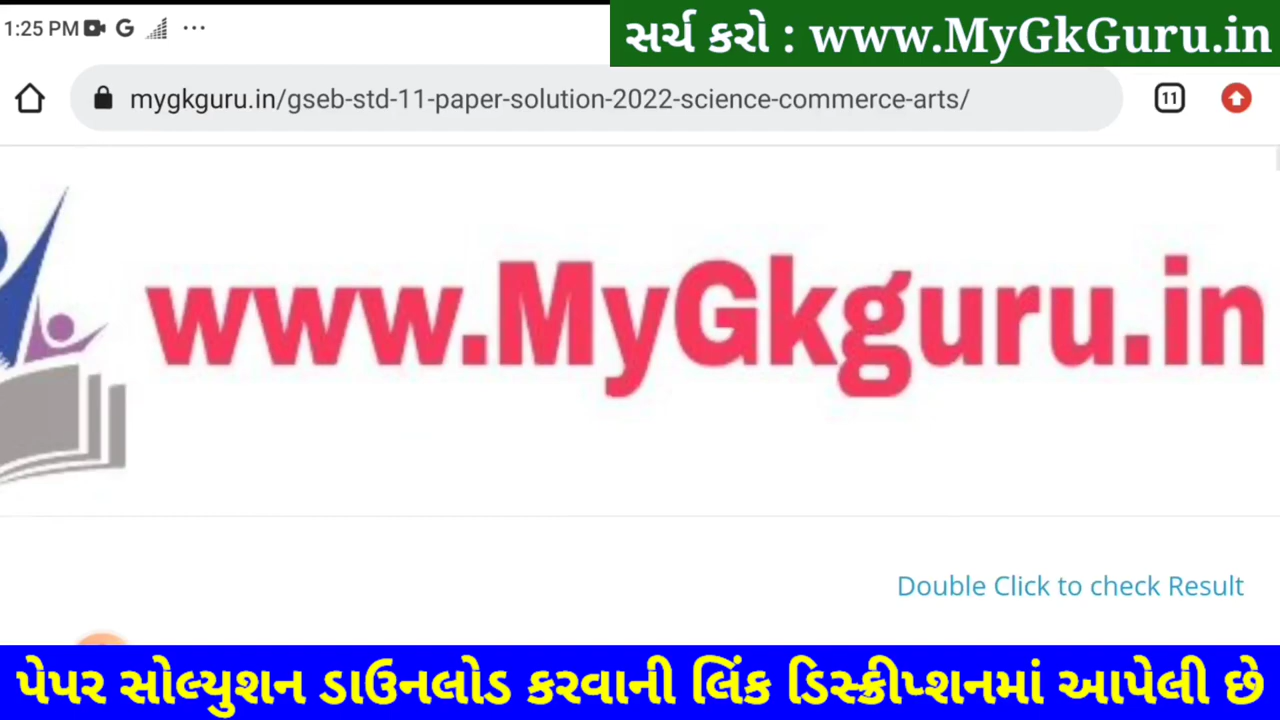 1:25 PM
સર્ચ કરો : www.MyGkGuru.in
mygkguru.in/gseb-std-11-paper-solution-2022-science-commerce-arts/
11
www.MyGkguru.in
Double Click to check Result
પેપર સોલ્યુશન ડાઉનલોડ કરવાની લિંક ડિસ્ક્રીપ્શનમાં આપેલી છે